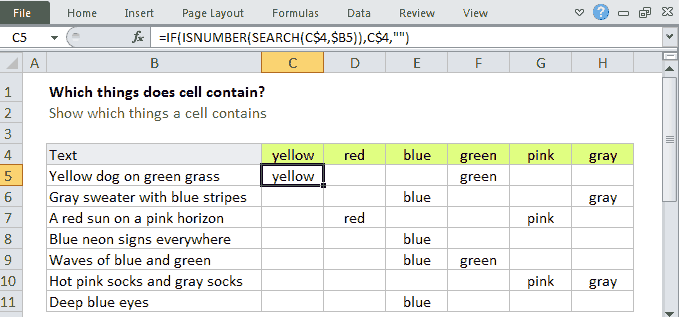 File Home Insert Page Layout Formulas Data Review View
C5 fx =IF(ISNUMBER(SEARCH(C$4,$B5)),C$4,"")
A B C D E F G H
1 Which things does cell contain?
2 Show which things a cell contains
3
4 Text yellow red blue green pink gray
5 Yellow dog on green grass yellow green
6 Gray sweater with blue stripes blue gray
7 A red sun on a pink horizon red pink
8 Blue neon signs everywhere blue
9 Waves of blue and green blue green
10 Hot pink socks and gray socks pink gray
11 Deep blue eyes blue